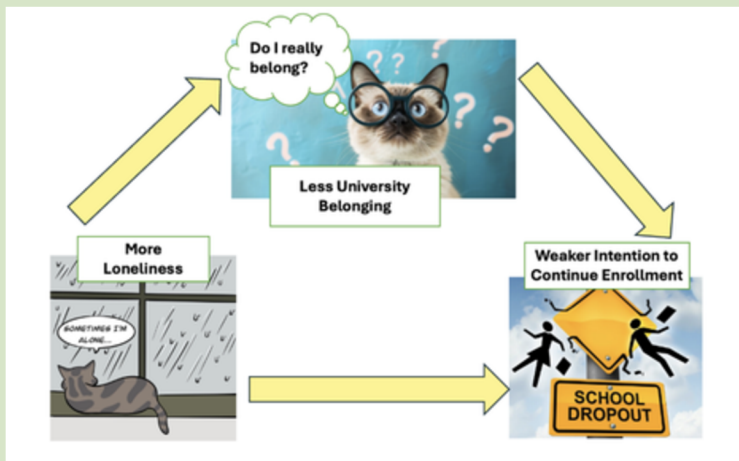 Do I really
belong?
? ? ? ? ? ?
Less University
Belonging
More
Loneliness
SOMETIMES I'M
ALONE...
Weaker Intention to
Continue Enrollment
SCHOOL
DROPOUT